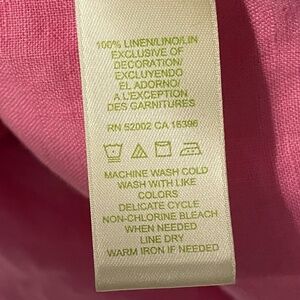 100% LINEN/LINO/LIN
EXCLUSIVE OF
DECORATION/
EXCLUYENDO
EL ADORNO/
A L'EXCEPTION
DES GARNITURES
RN 52002 CA 16396
MACHINE WASH COLD
WASH WITH LIKE
COLORS
DELICATE CYCLE
NON-CHLORINE BLEACH
WHEN NEEDED
LINE DRY
WARM IRON IF NEEDED